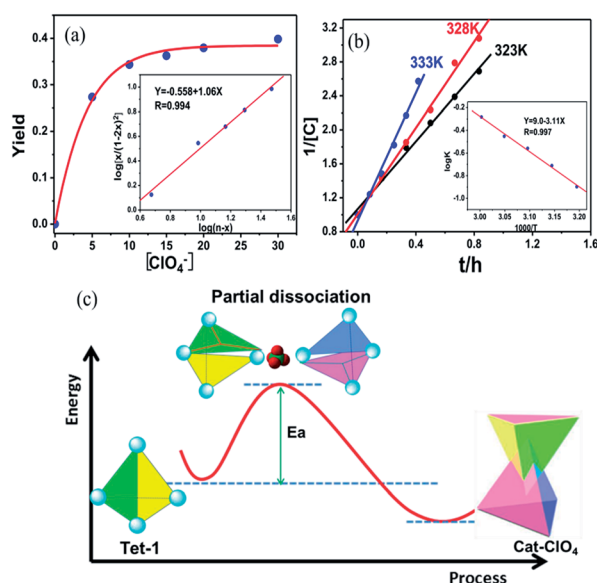 (a)
Yield
0.4
0.3
0.2
0.1
0.0
0 5 10 15 20 25 30
[ClO₄⁻]
Y=-0.558+1.06X
R=0.994
log[x/(1-2x)²]
1.0
0.8
0.6
0.4
0.2
0.6 0.8 1.0 1.2 1.4 1.6
log(n-x)
(b)
1/[C]
3.2
2.8
2.4
2.0
1.6
1.2
0.8
0.0 0.4 0.8 1.2 1.6
t/h
333K
328K
323K
Y=9.0-3.11X
R=0.997
logK
-0.2
-0.4
-0.6
-0.8
-1.0
3.00 3.05 3.10 3.15 3.20
1000/T
(c)
Partial dissociation
Energy
Ea
Tet-1
Cat-ClO₄
Process